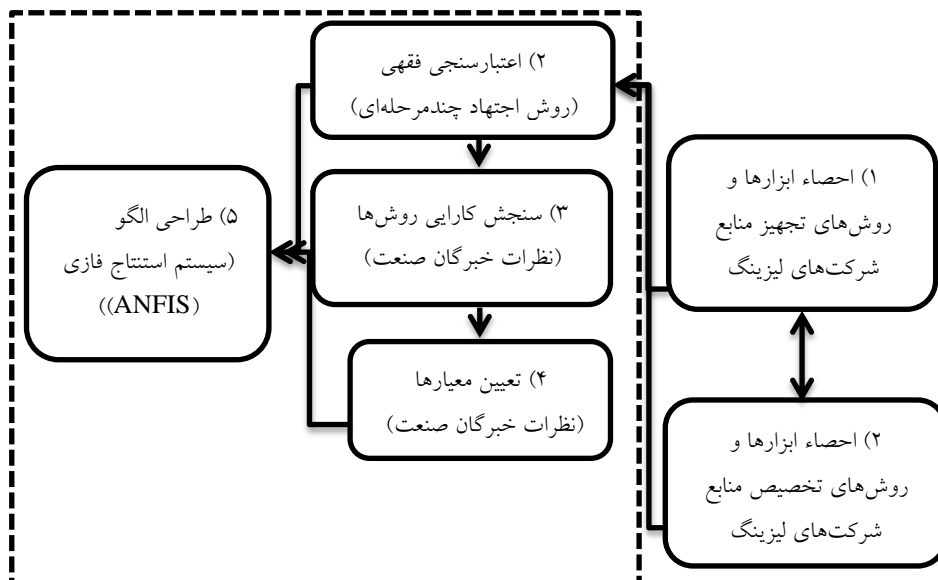 ۱) احصاء ابزارها و
روش‌های تجهیز منابع
شرکت‌های لیزینگ
۲) احصاء ابزارها و
روش‌های تخصیص منابع
شرکت‌های لیزینگ
۲) اعتبارسنجی فقهی
(روش اجتهاد چندمرحله‌ای)
۳) سنجش کارایی روش‌ها
(نظرات خبرگان صنعت)
۴) تعیین معیارها
(نظرات خبرگان صنعت)
۵) طراحی الگو
(سیستم استنتاج فازی
((ANFIS)